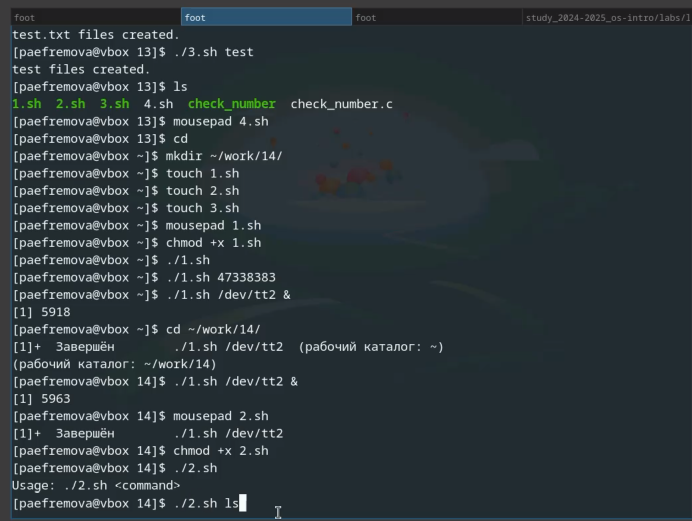 foot
foot
foot
study_2024-2025_os-intro/labs/1
test.txt files created.
[paefremova@vbox 13]$ ./3.sh test
test files created.
[paefremova@vbox 13]$ ls
1.sh 2.sh 3.sh 4.sh check_number check_number.c
[paefremova@vbox 13]$ mousepad 4.sh
[paefremova@vbox 13]$ cd
[paefremova@vbox ~]$ mkdir ~/work/14/
[paefremova@vbox ~]$ touch 1.sh
[paefremova@vbox ~]$ touch 2.sh
[paefremova@vbox ~]$ touch 3.sh
[paefremova@vbox ~]$ mousepad 1.sh
[paefremova@vbox ~]$ chmod +x 1.sh
[paefremova@vbox ~]$ ./1.sh
[paefremova@vbox ~]$ ./1.sh 47338383
[paefremova@vbox ~]$ ./1.sh /dev/tt2 &
[1] 5918
[paefremova@vbox ~]$ cd ~/work/14/
[1]+ Завершён ./1.sh /dev/tt2 (рабочий каталог: ~)
(рабочий каталог: ~/work/14)
[paefremova@vbox 14]$ ./1.sh /dev/tt2 &
[1] 5963
[paefremova@vbox 14]$ mousepad 2.sh
[1]+ Завершён ./1.sh /dev/tt2
[paefremova@vbox 14]$ chmod +x 2.sh
[paefremova@vbox 14]$ ./2.sh
Usage: ./2.sh <command>
[paefremova@vbox 14]$ ./2.sh ls